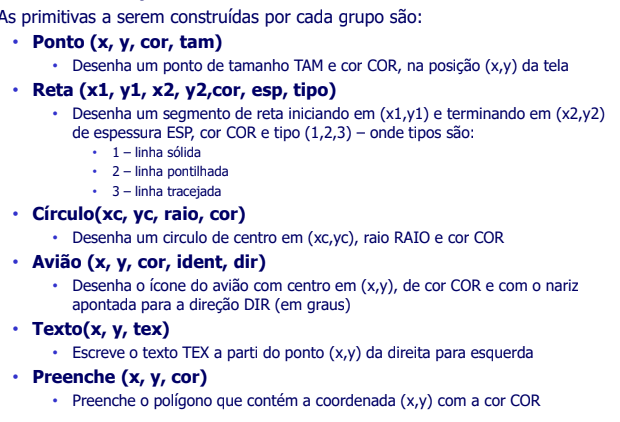 As primitivas a serem construídas por cada grupo são:
• Ponto (x, y, cor, tam)
• Desenha um ponto de tamanho TAM e cor COR, na posição (x,y) da tela
• Reta (x1, y1, x2, y2,cor, esp, tipo)
• Desenha um segmento de reta iniciando em (x1,y1) e terminando em (x2,y2)
de espessura ESP, cor COR e tipo (1,2,3) – onde tipos são:
• 1 – linha sólida
• 2 – linha pontilhada
• 3 – linha tracejada
• Círculo(xc, yc, raio, cor)
• Desenha um circulo de centro em (xc,yc), raio RAIO e cor COR
• Avião (x, y, cor, ident, dir)
• Desenha o ícone do avião com centro em (x,y), de cor COR e com o nariz
apontada para a direção DIR (em graus)
• Texto(x, y, tex)
• Escreve o texto TEX a parti do ponto (x,y) da direita para esquerda
• Preenche (x, y, cor)
• Preenche o polígono que contém a coordenada (x,y) com a cor COR